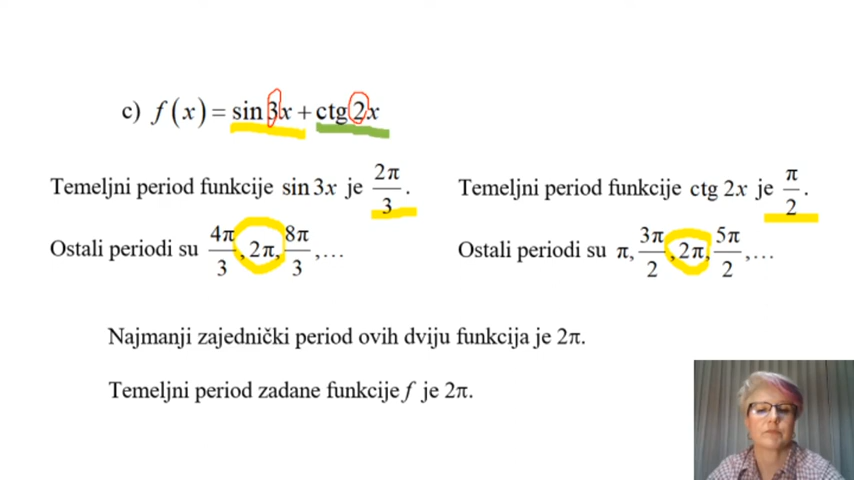 c) f(x) = sin 3x + ctg 2x
Temeljni period funkcije sin 3x je 2π/3.
Ostali periodi su 4π/3, 2π, 8π/3, ...
Temeljni period funkcije ctg 2x je π/2.
Ostali periodi su π, 3π/2, 2π, 5π/2, ...
Najmanji zajednički period ovih dviju funkcija je 2π.
Temeljni period zadane funkcije f je 2π.